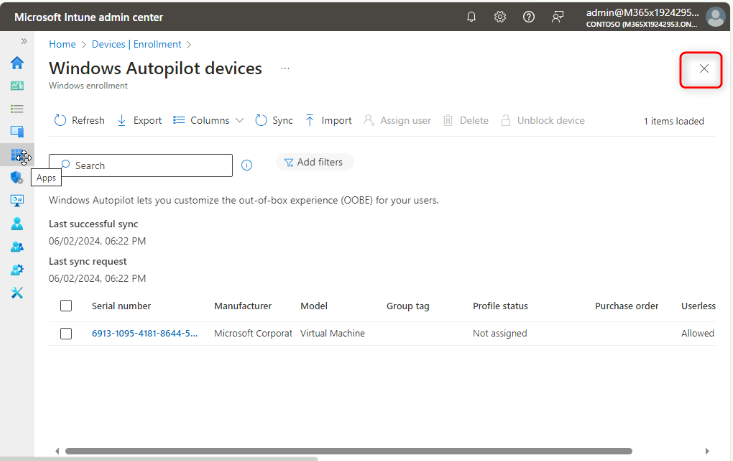 Microsoft Intune admin center
admin@M365x1924295...
CONTOSO (M365X19242953.ON...
Home > Devices | Enrollment >
Windows Autopilot devices ...
Windows enrollment
Refresh Export Columns Sync Import Assign user Delete Unblock device 1 items loaded
Search Add filters
Apps
Windows Autopilot lets you customize the out-of-box experience (OOBE) for your users.
Last successful sync
06/02/2024, 06:22 PM
Last sync request
06/02/2024, 06:22 PM
Serial number Manufacturer Model Group tag Profile status Purchase order Userless
6913-1095-4181-8644-5... Microsoft Corporat Virtual Machine Not assigned Allowed